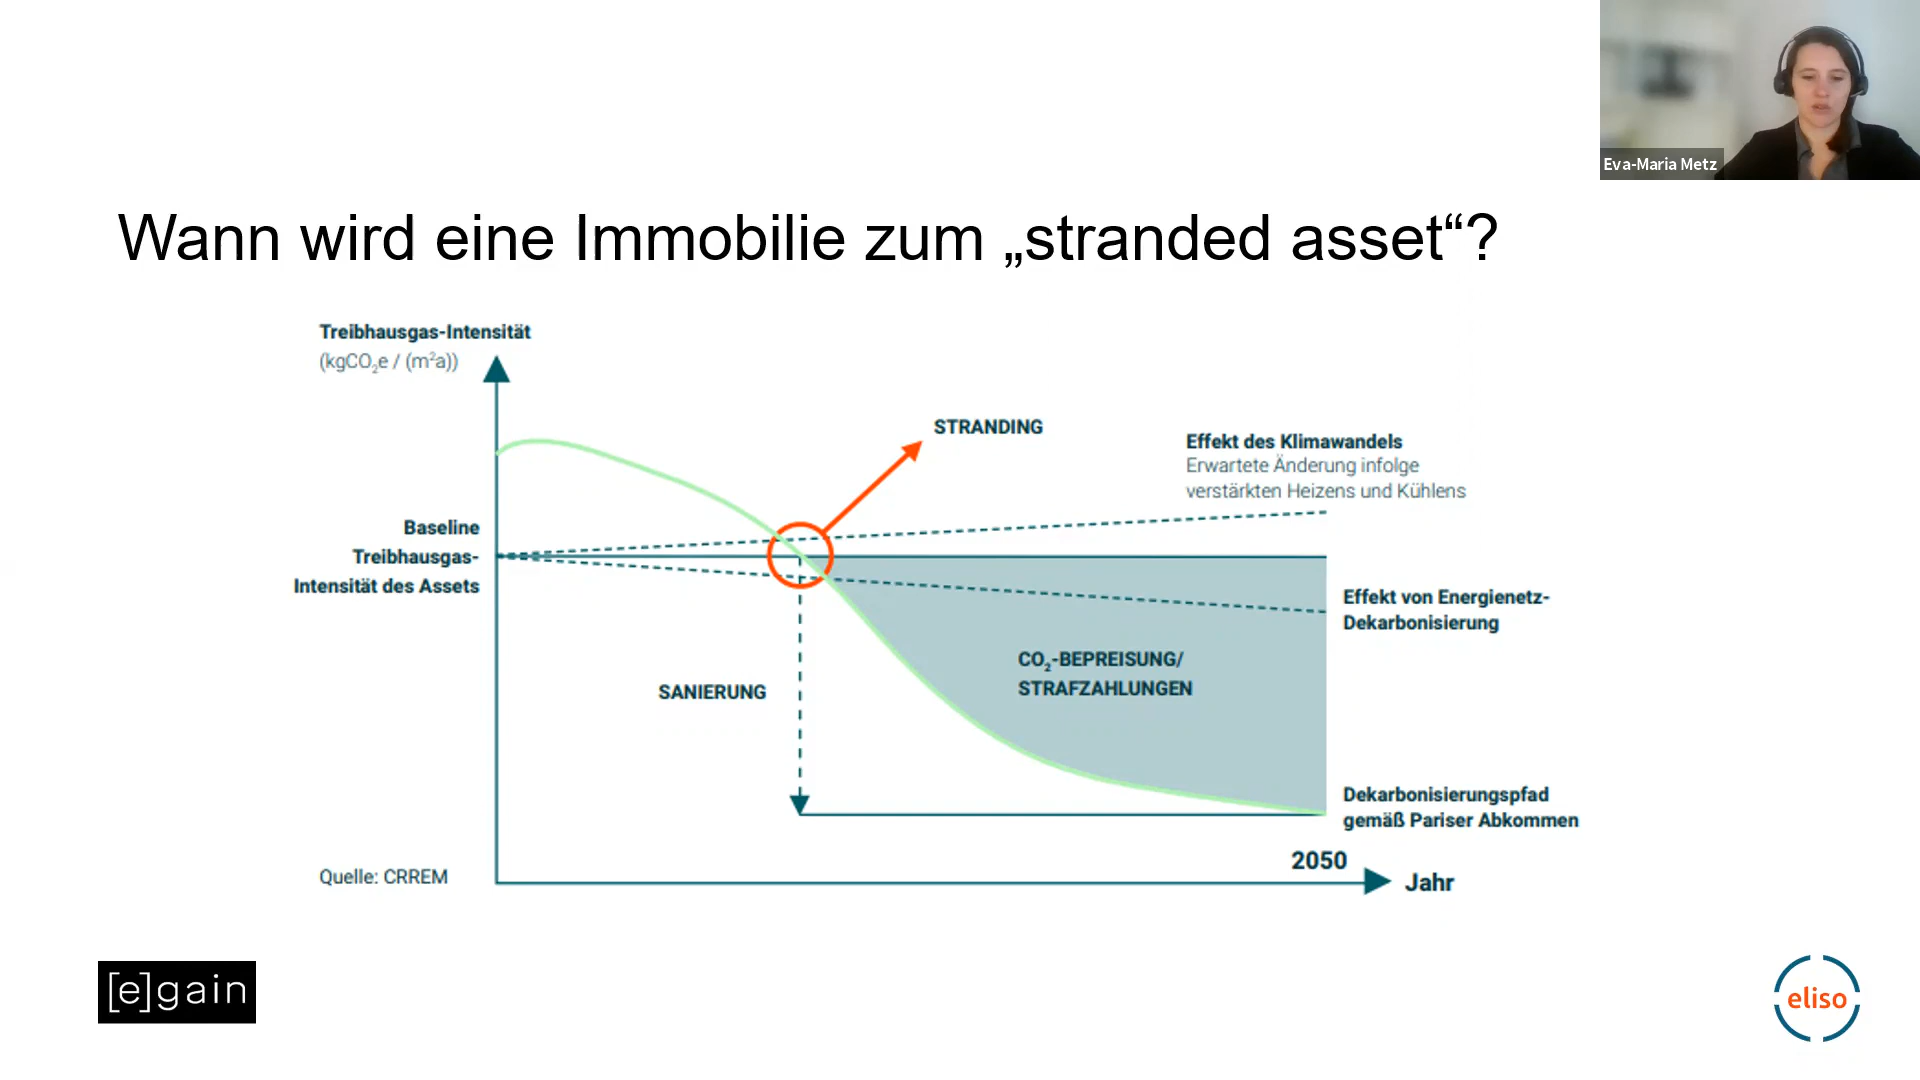 Eva-Maria Metz
Wann wird eine Immobilie zum „stranded asset“?
Treibhausgas-Intensität
(kgCO₂e / (m²a))
STRANDING
Effekt des Klimawandels
Erwartete Änderung infolge
verstärkten Heizens und Kühlens
Baseline
Treibhausgas-
Intensität des Assets
Effekt von Energienetz-
Dekarbonisierung
CO₂-BEPREISUNG/
STRAFZAHLUNGEN
SANIERUNG
Dekarbonisierungspfad
gemäß Pariser Abkommen
2050
Jahr
Quelle: CRREM
[e]gain
eliso